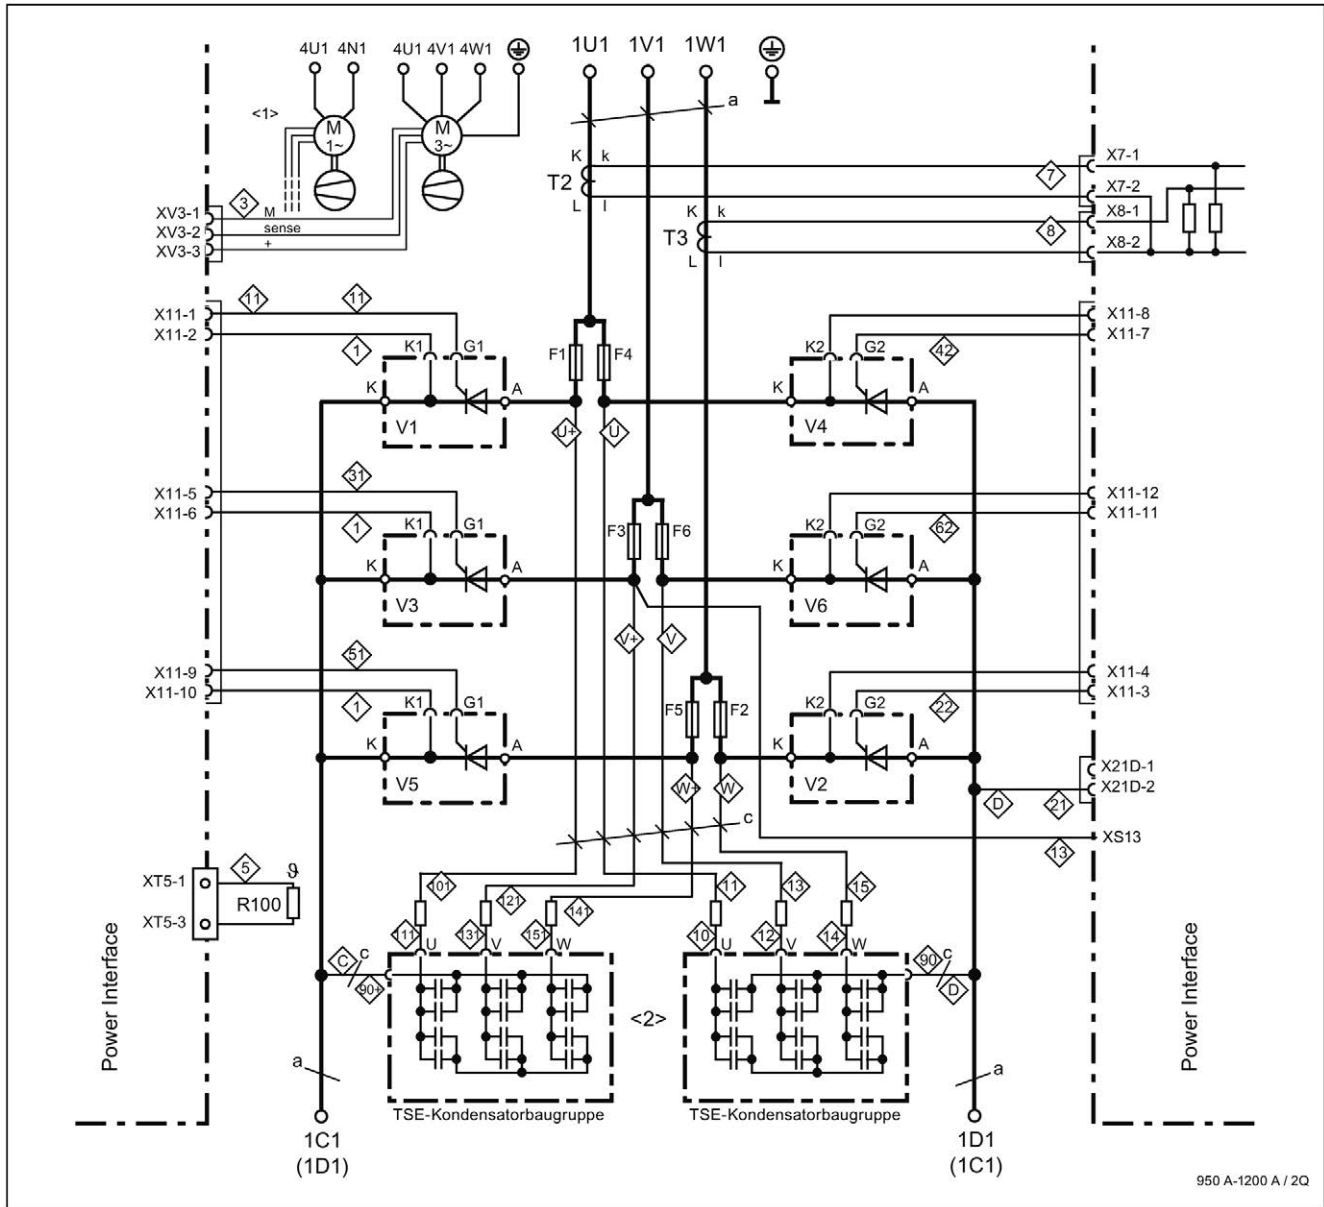 4U1 4N1 4U1 4V1 4W1 1U1 1V1 1W1
<1> M 1~ M 3~ a
K k X7-1
T2 7
L l X7-2
3 K k X8-1
XV3-1 M T3 8
XV3-2 sense L l X8-2
XV3-3 +
11 11
X11-1 X11-8
X11-2 X11-7
1 K1 G1 F1 F4 K2 G2 42
K A K A
V1 U+ U V4
31
X11-5 X11-12
X11-6 X11-11
1 K1 G1 F3 F6 K2 G2 62
K A K A
V3 V6
V+ V
51
X11-9 X11-4
X11-10 X11-3
1 K1 G1 F5 F2 K2 G2 22
K A K A
V5 V2 X21D-1
W+ W X21D-2
D 21
c XS13
13
5 ϑ
XT5-1 101 121 141 11 13 15
R100
XT5-3
111 U 131 V 151 W 10 U 12 V 14 W
C c 90 c
90+ D
<2>
Power Interface
Power Interface
a a
TSE-Kondensatorbaugruppe TSE-Kondensatorbaugruppe
1C1 1D1
(1D1) (1C1)
950 A-1200 A / 2Q